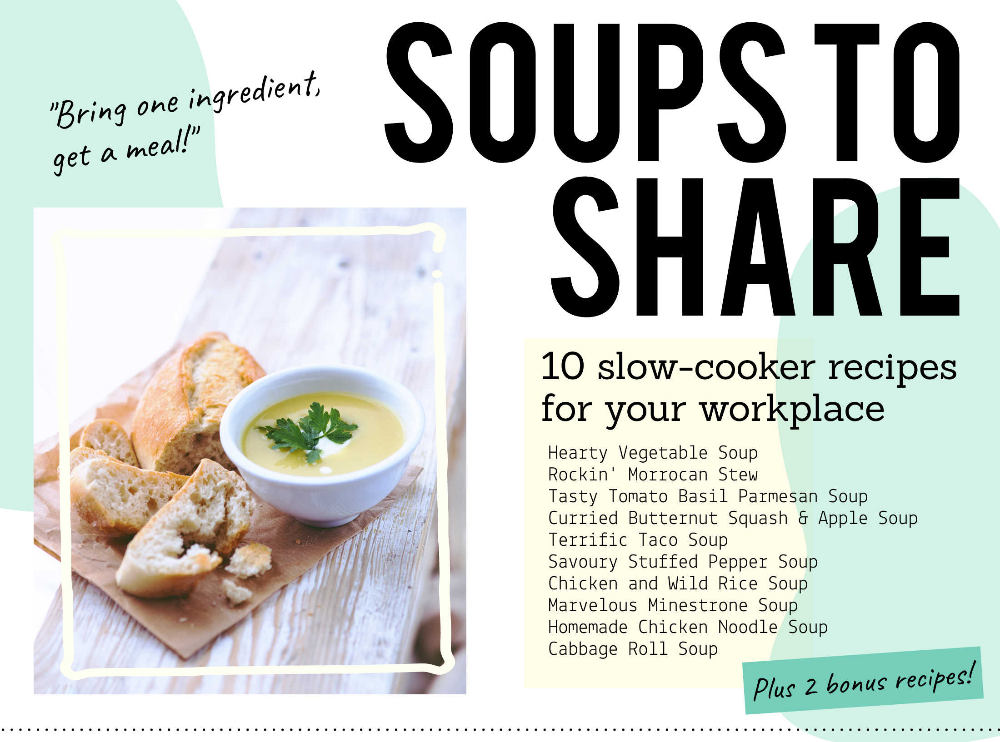 "Bring one ingredient,
get a meal!"
SOUPS TO
SHARE
10 slow-cooker recipes
for your workplace
Hearty Vegetable Soup
Rockin' Morrocan Stew
Tasty Tomato Basil Parmesan Soup
Curried Butternut Squash & Apple Soup
Terrific Taco Soup
Savoury Stuffed Pepper Soup
Chicken and Wild Rice Soup
Marvelous Minestrone Soup
Homemade Chicken Noodle Soup
Cabbage Roll Soup
Plus 2 bonus recipes!